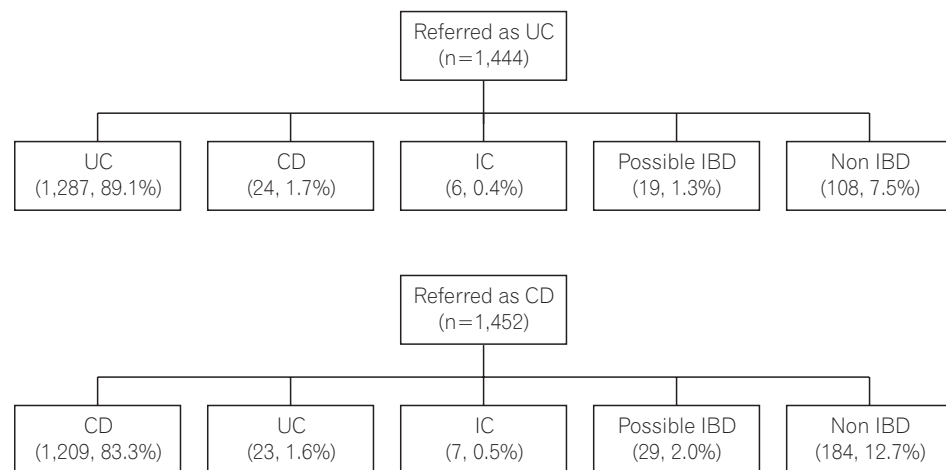 Referred as UC
(n=1,444)
UC
(1,287, 89.1%)
CD
(24, 1.7%)
IC
(6, 0.4%)
Possible IBD
(19, 1.3%)
Non IBD
(108, 7.5%)
Referred as CD
(n=1,452)
CD
(1,209, 83.3%)
UC
(23, 1.6%)
IC
(7, 0.5%)
Possible IBD
(29, 2.0%)
Non IBD
(184, 12.7%)